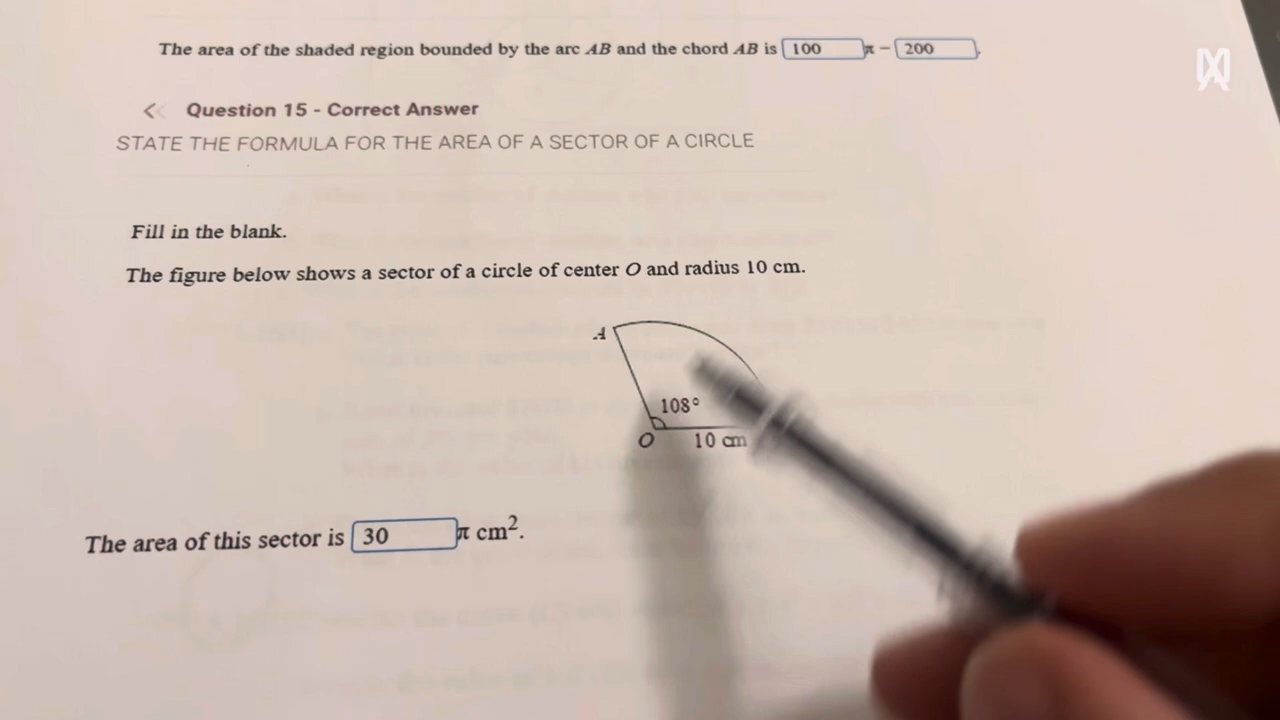 The area of the shaded region bounded by the arc AB and the chord AB is 100 π − 200.
<< Question 15 - Correct Answer
STATE THE FORMULA FOR THE AREA OF A SECTOR OF A CIRCLE
Fill in the blank.
The figure below shows a sector of a circle of center O and radius 10 cm.
A
108°
O 10 cm
The area of this sector is 30 π cm².